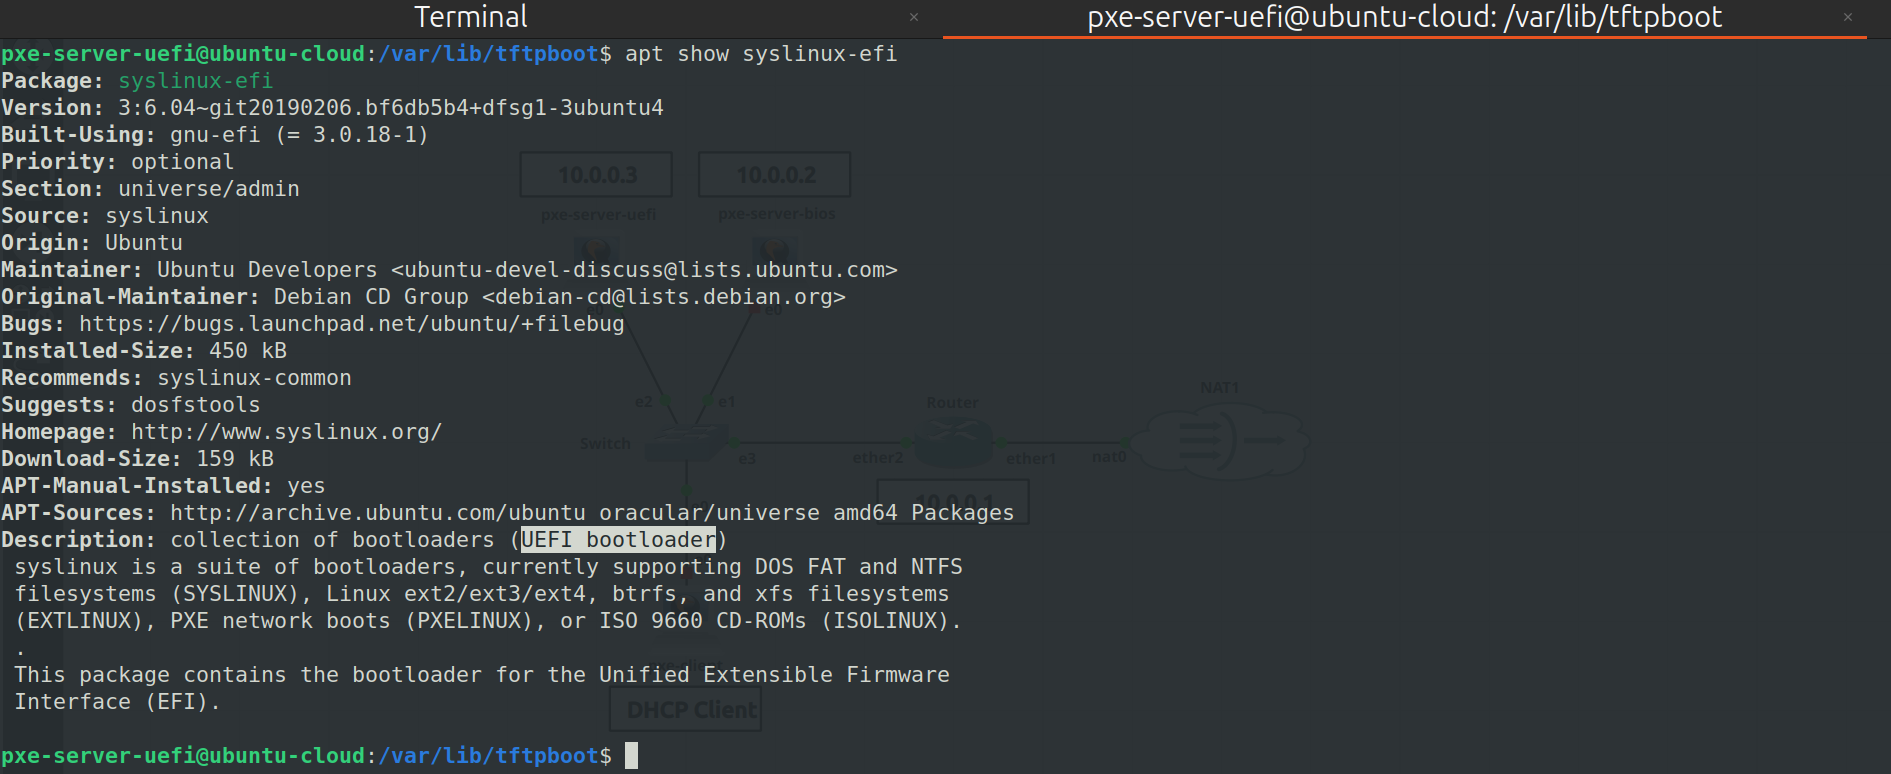 Terminal × pxe-server-uefi@ubuntu-cloud: /var/lib/tftpboot ×
pxe-server-uefi@ubuntu-cloud:/var/lib/tftpboot$ apt show syslinux-efi
Package: syslinux-efi
Version: 3:6.04~git20190206.bf6db5b4+dfsg1-3ubuntu4
Built-Using: gnu-efi (= 3.0.18-1)
Priority: optional
Section: universe/admin
Source: syslinux
Origin: Ubuntu
Maintainer: Ubuntu Developers <ubuntu-devel-discuss@lists.ubuntu.com>
Original-Maintainer: Debian CD Group <debian-cd@lists.debian.org>
Bugs: https://bugs.launchpad.net/ubuntu/+filebug
Installed-Size: 450 kB
Recommends: syslinux-common
Suggests: dosfstools
Homepage: http://www.syslinux.org/
Download-Size: 159 kB
APT-Manual-Installed: yes
APT-Sources: http://archive.ubuntu.com/ubuntu oracular/universe amd64 Packages
Description: collection of bootloaders (UEFI bootloader)
syslinux is a suite of bootloaders, currently supporting DOS FAT and NTFS
filesystems (SYSLINUX), Linux ext2/ext3/ext4, btrfs, and xfs filesystems
(EXTLINUX), PXE network boots (PXELINUX), or ISO 9660 CD-ROMs (ISOLINUX).
.
This package contains the bootloader for the Unified Extensible Firmware
Interface (EFI).
pxe-server-uefi@ubuntu-cloud:/var/lib/tftpboot$
10.0.0.3 10.0.0.2
pxe-server-uefi pxe-server-bios
e0 e0
NAT1
e2 e1 Router
Switch e3 ether2 ether1 nat0
10.0.0.1
DHCP Client